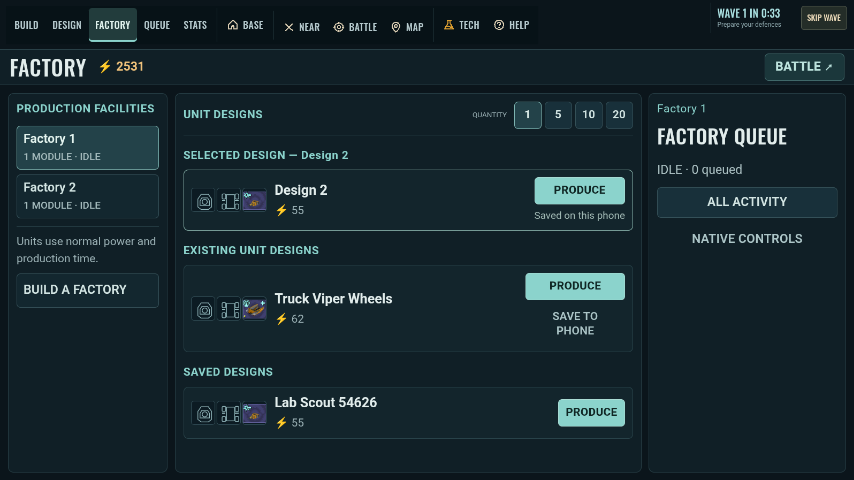 BUILD
DESIGN
FACTORY
QUEUE
STATS
BASE
NEAR
BATTLE
MAP
TECH
HELP
WAVE 1 IN 0:33
Prepare your defences
SKIP WAVE
FACTORY
⚡ 2531
BATTLE ↗
PRODUCTION FACILITIES
Factory 1
1 MODULE · IDLE
Factory 2
1 MODULE · IDLE
Units use normal power and
production time.
BUILD A FACTORY
UNIT DESIGNS
QUANTITY
1
5
10
20
SELECTED DESIGN — Design 2
Design 2
⚡ 55
PRODUCE
Saved on this phone
EXISTING UNIT DESIGNS
Truck Viper Wheels
⚡ 62
PRODUCE
SAVE TO
PHONE
SAVED DESIGNS
Lab Scout 54626
⚡ 55
PRODUCE
Factory 1
FACTORY QUEUE
IDLE · 0 queued
ALL ACTIVITY
NATIVE CONTROLS